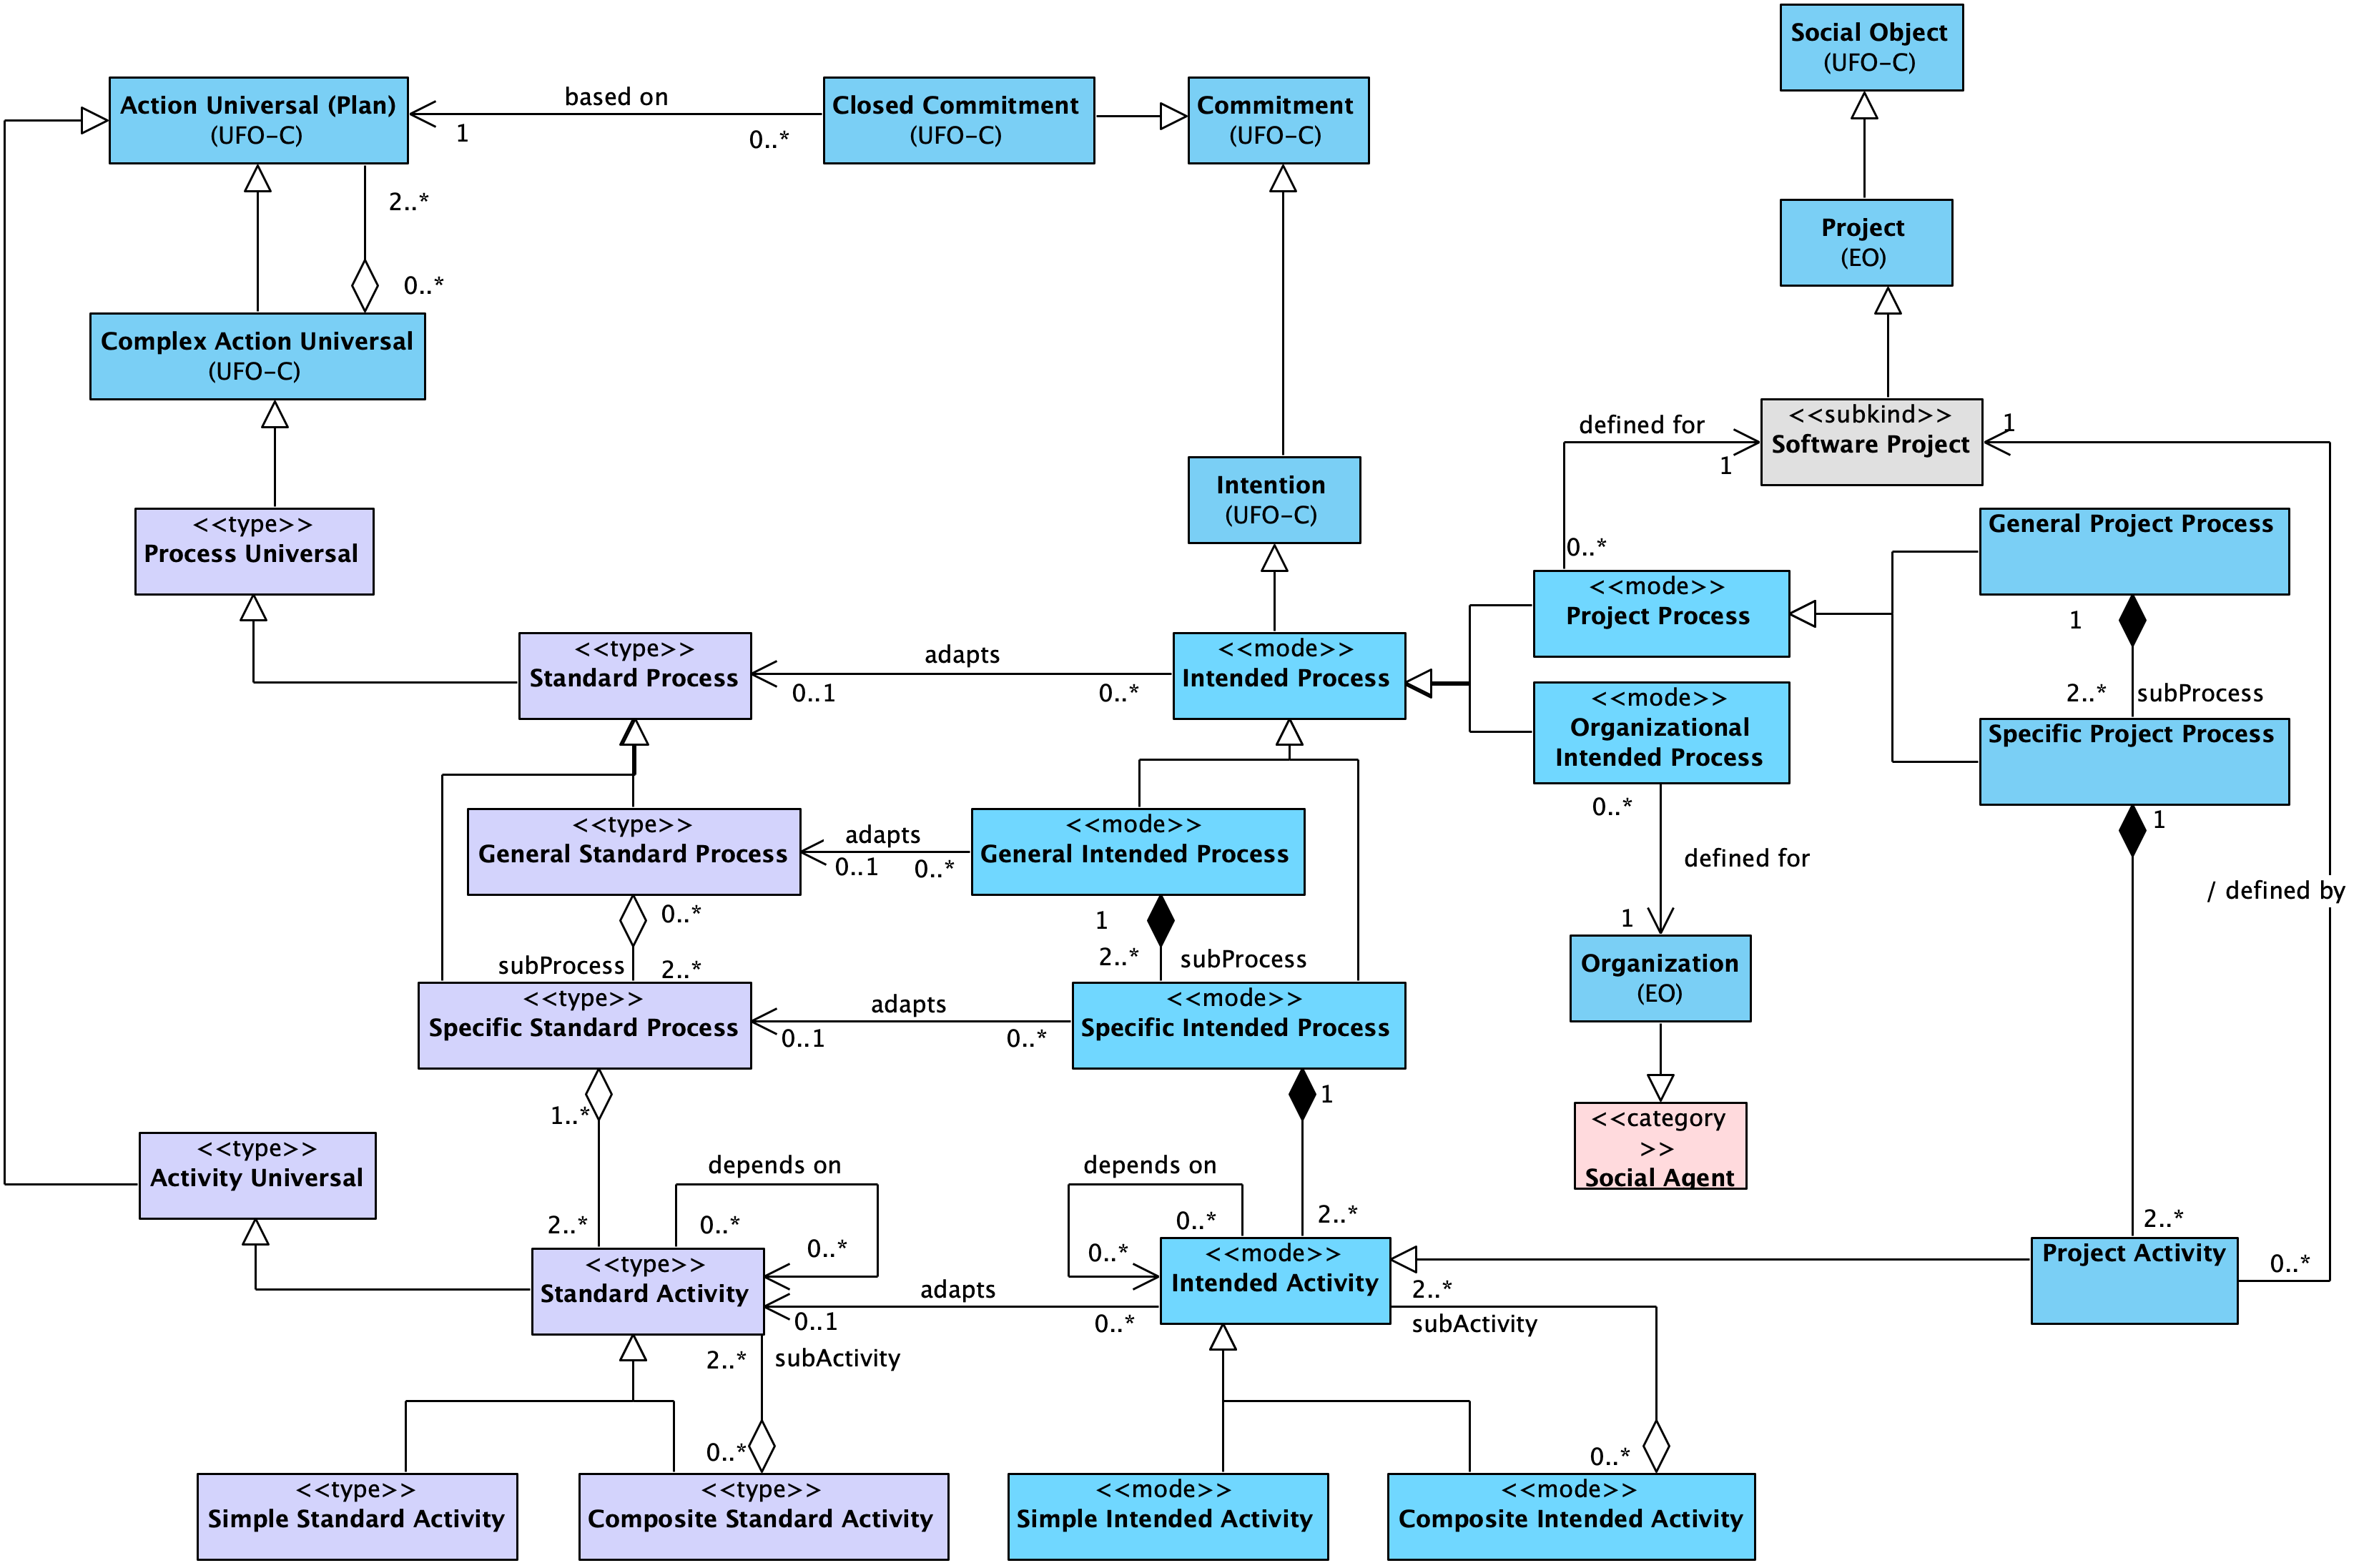 Social Object
(UFO-C)
Action Universal (Plan)
(UFO-C)
based on
1
0..*
Closed Commitment
(UFO-C)
Commitment
(UFO-C)
2..*
0..*
Project
(EO)
Complex Action Universal
(UFO-C)
<<subkind>>
Software Project
defined for
1
1
0..*
Intention
(UFO-C)
<<type>>
Process Universal
General Project Process
1
2..*
subProcess
<<mode>>
Project Process
<<type>>
Standard Process
adapts
0..1
0..*
<<mode>>
Intended Process
<<mode>>
Organizational
Intended Process
Specific Project Process
1
0..*
defined for
1
/ defined by
<<type>>
General Standard Process
adapts
0..1
0..*
<<mode>>
General Intended Process
0..*
subProcess
2..*
1
2..*
subProcess
Organization
(EO)
<<type>>
Specific Standard Process
adapts
0..1
0..*
<<mode>>
Specific Intended Process
1..*
1
<<category
>>
Social Agent
<<type>>
Activity Universal
depends on
0..*
0..*
2..*
depends on
0..*
0..*
2..*
2..*
<<type>>
Standard Activity
adapts
0..1
0..*
<<mode>>
Intended Activity
Project Activity
0..*
2..*
subActivity
2..*
subActivity
0..*
0..*
<<type>>
Simple Standard Activity
<<type>>
Composite Standard Activity
<<mode>>
Simple Intended Activity
<<mode>>
Composite Intended Activity